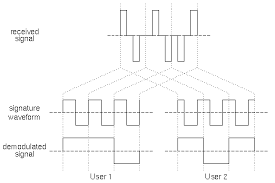 received
signal
signature
waveform
demodulated
signal
User 1
User 2